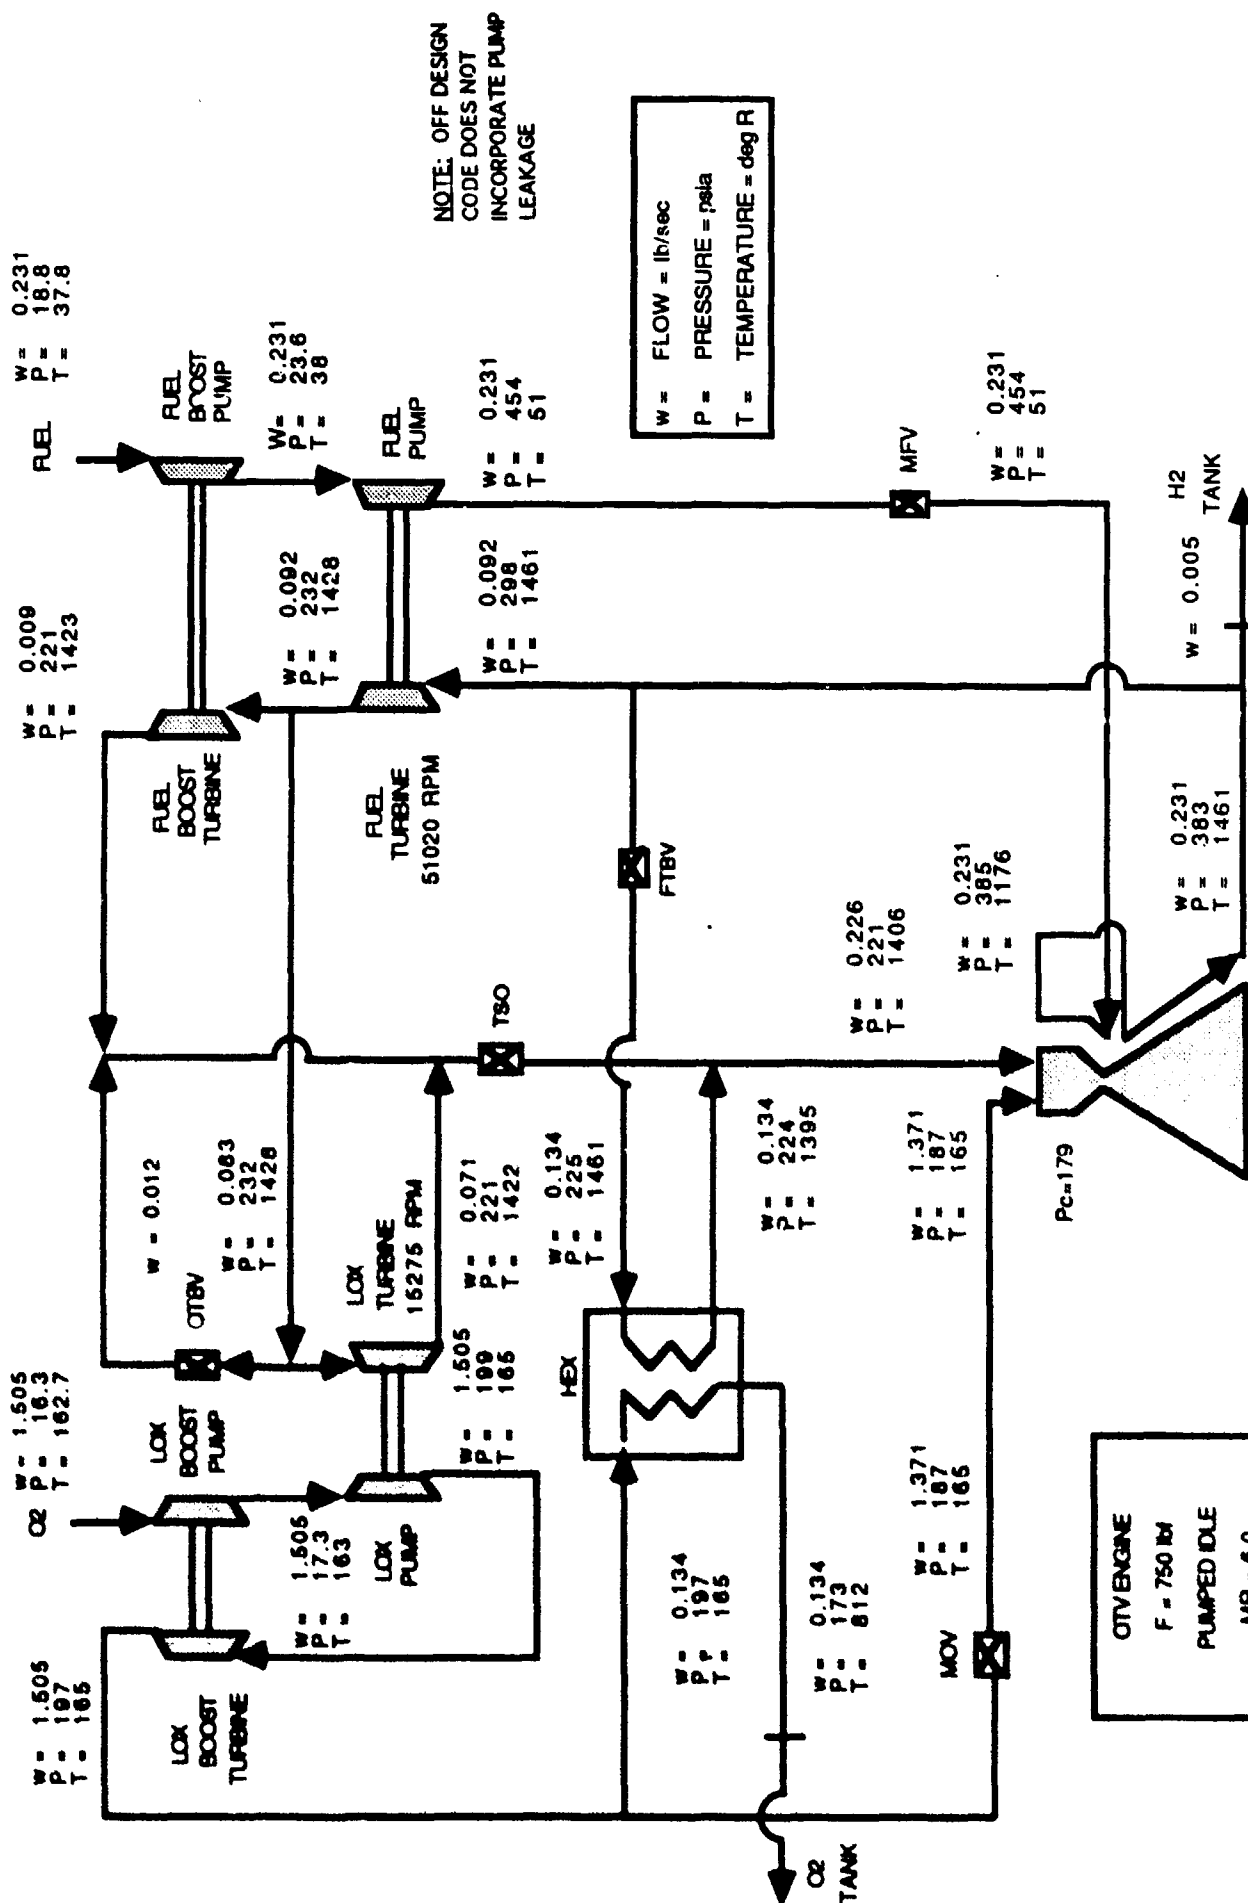 O2
w = 1.505
P = 16.3
T = 162.7
w = 1.505
P = 197
T = 165
LOX
BOOST
TURBINE
LOX
BOOST
PUMP
OTBV
w = 0.012
w = 1.505
P = 17.3
T = 163
LOX
PUMP
w = 1.505
P = 199
T = 165
LOX
TURBINE
15275 RPM
w = 0.083
P = 232
T = 1428
w = 0.071
P = 221
T = 1422
TSO
FUEL
w = 0.231
P = 18.8
T = 37.8
w = 0.009
P = 221
T = 1423
FUEL
BOOST
TURBINE
FUEL
BOOST
PUMP
W = 0.231
P = 23.6
T = 38
w = 0.092
P = 232
T = 1428
FUEL
TURBINE
51020 RPM
FUEL
PUMP
w = 0.092
P = 298
T = 1461
w = 0.231
P = 454
T = 51
NOTE: OFF DESIGN
CODE DOES NOT
INCORPORATE PUMP
LEAKAGE
w = FLOW = lb/sec
P = PRESSURE = psia
T = TEMPERATURE = deg R
HEX
w = 0.134
P = 225
T = 1461
FTBV
w = 0.134
P = 224
T = 1395
w = 0.134
P = 197
T = 165
w = 0.134
P = 173
T = 812
O2
TANK
MOV
w = 1.371
P = 187
T = 165
w = 1.371
P = 187
T = 165
Pc=179
w = 0.226
P = 221
T = 1406
w = 0.231
P = 385
T = 1176
MFV
w = 0.231
P = 454
T = 51
w = 0.231
P = 383
T = 1461
w = 0.005
H2
TANK
OTV ENGINE
F = 750 lbf
PUMPED IDLE